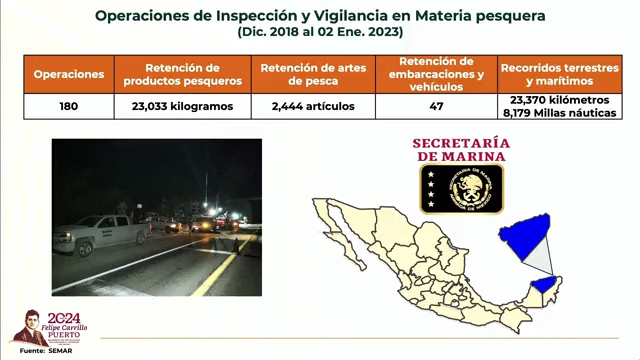 Operaciones de Inspección y Vigilancia en Materia pesquera
(Dic. 2018 al 02 Ene. 2023)
Operaciones
Retención de
productos pesqueros
Retención de artes
de pesca
Retención de
embarcaciones y
vehículos
Recorridos terrestres
y marítimos
180
23,033 kilogramos
2,444 artículos
47
23,370 kilómetros
8,179 Millas náuticas
SECRETARÍA
DE MARINA
2024
Felipe Carrillo
PUERTO
Fuente: SEMAR